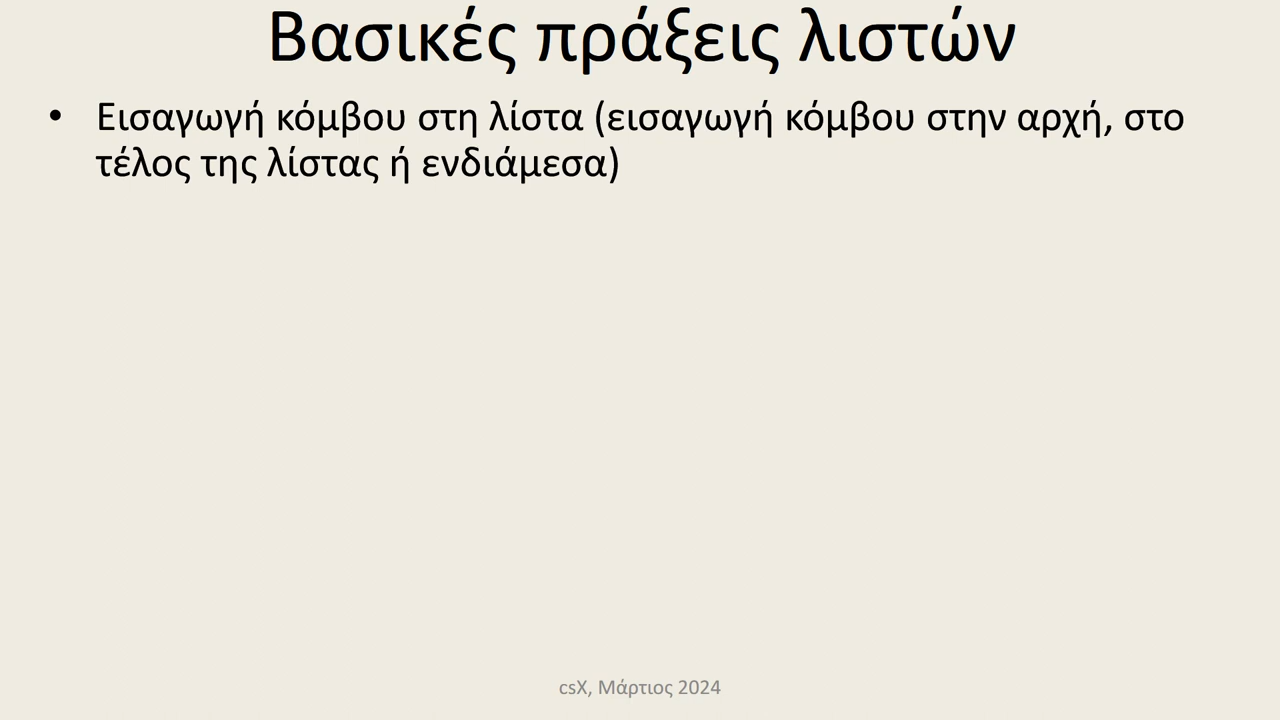 Βασικές πράξεις λιστών
• Εισαγωγή κόμβου στη λίστα (εισαγωγή κόμβου στην αρχή, στο
τέλος της λίστας ή ενδιάμεσα)
csX, Μάρτιος 2024